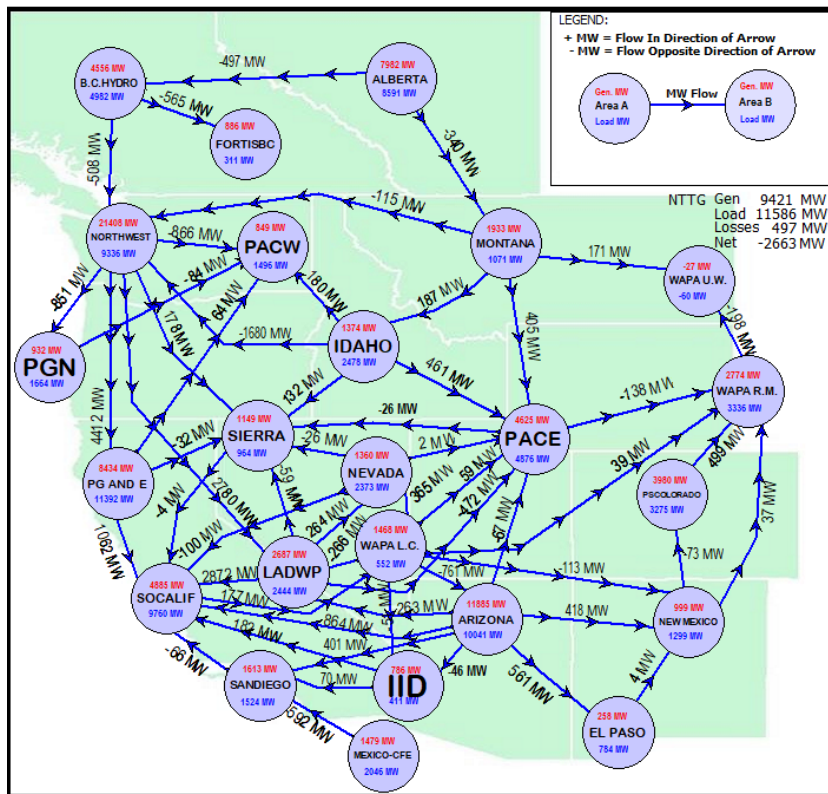 LEGEND:
+ MW = Flow In Direction of Arrow
- MW = Flow Opposite Direction of Arrow
Gen. MW
Area A
Load MW
MW Flow
Gen. MW
Area B
Load MW
NTTG Gen 9421 MW
Load 11586 MW
Losses 497 MW
Net -2663 MW
4556 MW
B.C.HYDRO
4982 MW
-497 MW
7982 MW
ALBERTA
8591 MW
-565 MW
886 MW
FORTISBC
311 MW
-340 MW
-508 MW
-115 MW
21408 MW
NORTHWEST
9336 MW
-866 MW
849 MW
PACW
1496 MW
1933 MW
MONTANA
1071 MW
171 MW
-27 MW
WAPA U.W.
-60 MW
-84 MW
-851 MW
178 MW
64 MW
180 MW
187 MW
405 MW
-198 MW
932 MW
PGN
1664 MW
-1680 MW
1374 MW
IDAHO
2478 MW
461 MW
132 MW
-138 MW
2774 MW
WAPA R.M.
3336 MW
4412 MW
-32 MW
1149 MW
SIERRA
964 MW
-26 MW
-26 MW
2 MW
4625 MW
PACE
4876 MW
39 MW
499 MW
8434 MW
PG AND E
11392 MW
1360 MW
NEVADA
2373 MW
365 MW
59 MW
-472 MW
3980 MW
PSCOLORADO
3275 MW
37 MW
-4 MW
2780 MW
-59 MW
264 MW
-266 MW
-100 MW
1062 MW
1468 MW
WAPA L.C.
552 MW
-67 MW
-761 MW
-113 MW
-73 MW
2687 MW
LADWP
2444 MW
2872 MW
177 MW
4885 MW
SOCALIF
9760 MW
-263 MW
-864 MW
11885 MW
ARIZONA
10041 MW
418 MW
999 MW
NEW MEXICO
1299 MW
182 MW
401 MW
-46 MW
561 MW
4 MW
-66 MW
1613 MW
SANDIEGO
1524 MW
70 MW
786 MW
IID
411 MW
258 MW
EL PASO
784 MW
-592 MW
1479 MW
MEXICO-CFE
2046 MW